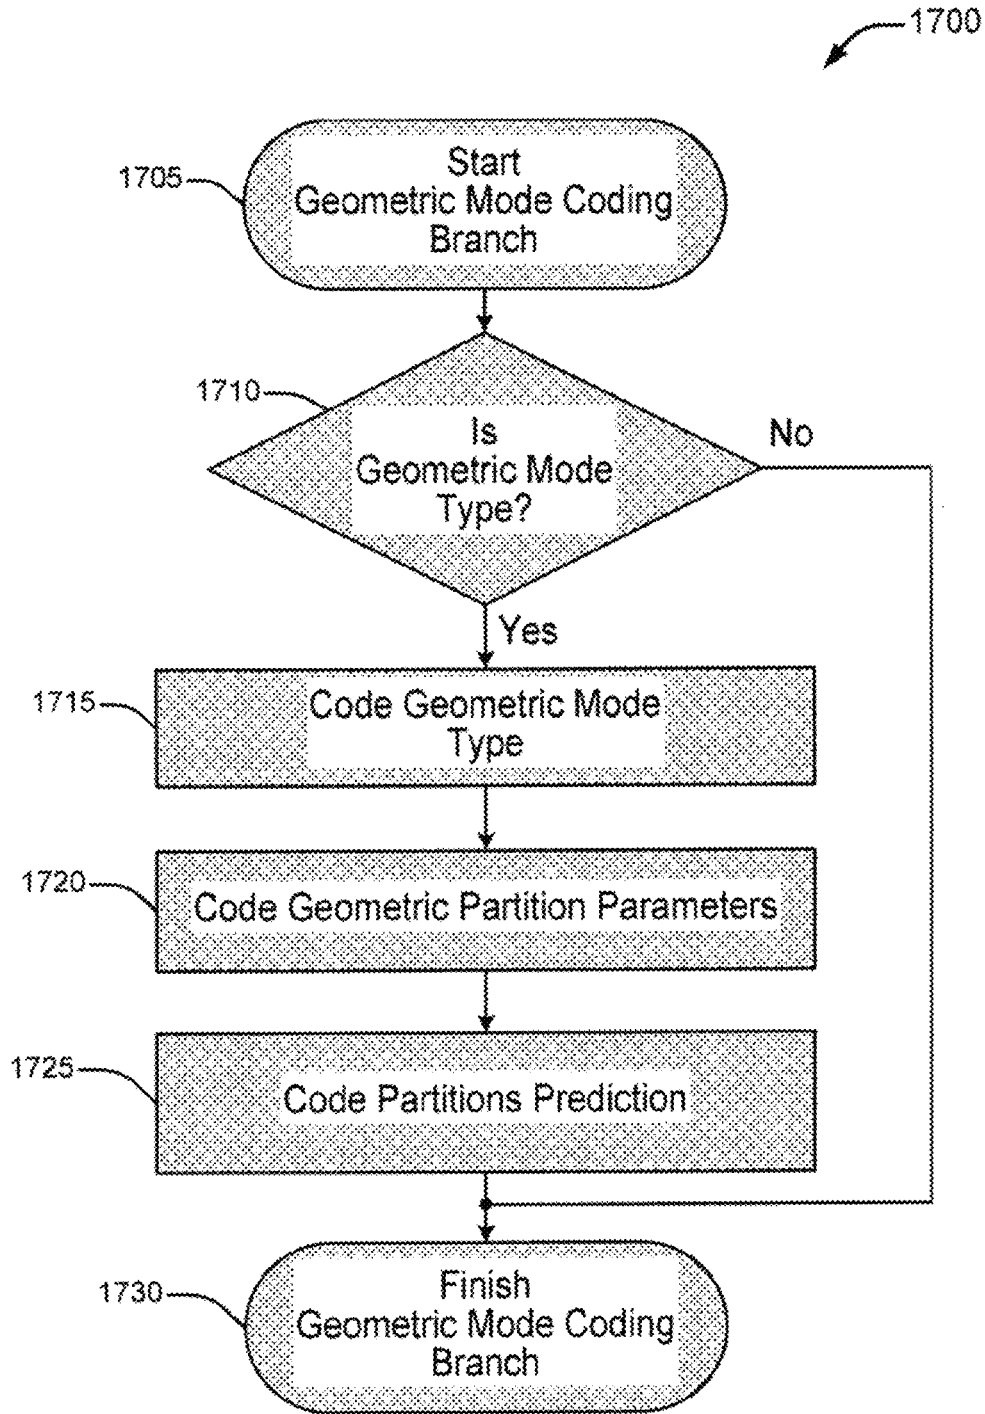 1700
1705
Start
Geometric Mode Coding
Branch
1710
Is
Geometric Mode
Type?
No
Yes
1715
Code Geometric Mode
Type
1720
Code Geometric Partition Parameters
1725
Code Partitions Prediction
1730
Finish
Geometric Mode Coding
Branch